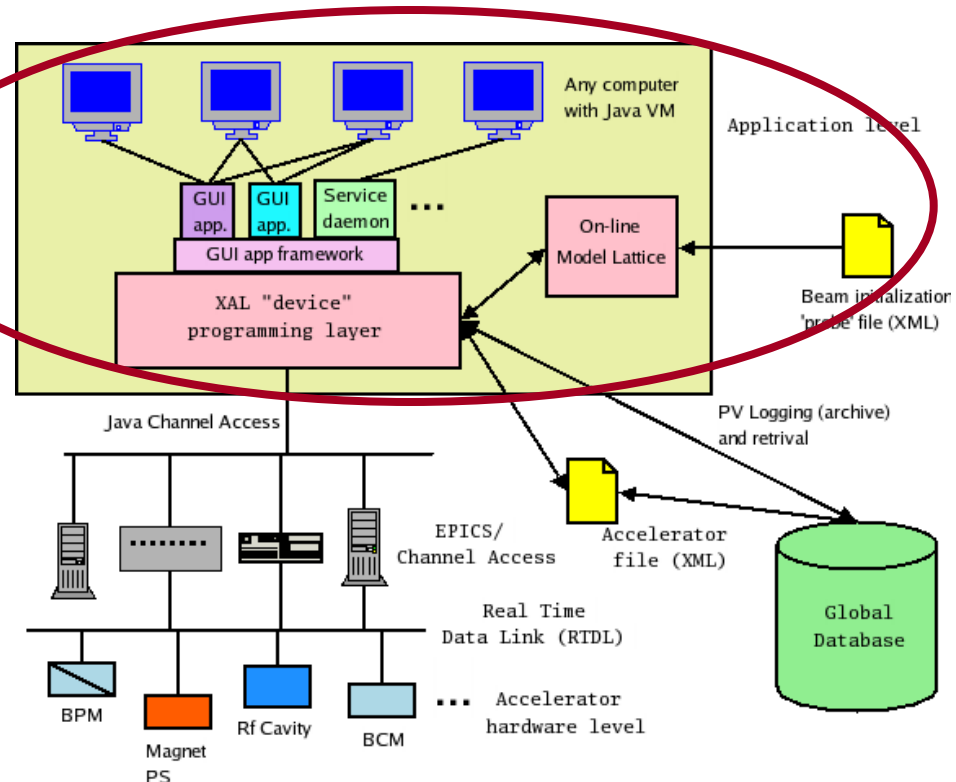 Any computer
with Java VM
Application level
GUI
app.
GUI
app.
Service
daemon
...
GUI app framework
On-line
Model Lattice
XAL "device"
programming layer
Beam initialization
'probe' file (XML)
Java Channel Access
PV Logging (archive)
and retrival
EPICS/
Channel Access
Accelerator
file (XML)
Real Time
Data Link (RTDL)
Global
Database
BPM
Magnet
PS
Rf Cavity
BCM
... Accelerator
hardware level